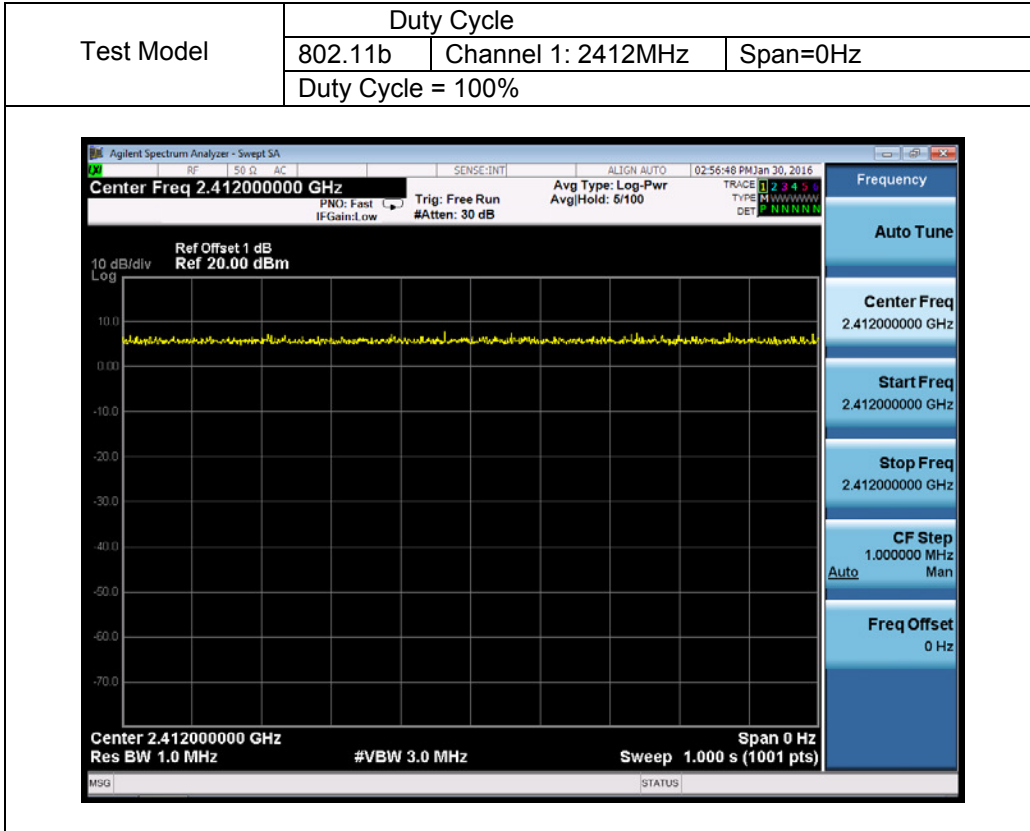 Test Model
Duty Cycle
802.11b Channel 1: 2412MHz Span=0Hz
Duty Cycle = 100%
Agilent Spectrum Analyzer - Swept SA
RF 50 Ω AC SENSE:INT ALIGN AUTO 02:56:48 PM Jan 30, 2016
Center Freq 2.412000000 GHz
PNO: Fast
IFGain:Low
Trig: Free Run
#Atten: 30 dB
Avg Type: Log-Pwr
Avg|Hold: 5/100
TRACE 1 2 3 4 5 6
TYPE M WWWWW
DET P N N N N N
Ref Offset 1 dB
10 dB/div Ref 20.00 dBm
Log
10.0
0.00
-10.0
-20.0
-30.0
-40.0
-50.0
-60.0
-70.0
Center 2.412000000 GHz Span 0 Hz
Res BW 1.0 MHz #VBW 3.0 MHz Sweep 1.000 s (1001 pts)
MSG STATUS
Frequency
Auto Tune
Center Freq
2.412000000 GHz
Start Freq
2.412000000 GHz
Stop Freq
2.412000000 GHz
CF Step
1.000000 MHz
Auto Man
Freq Offset
0 Hz